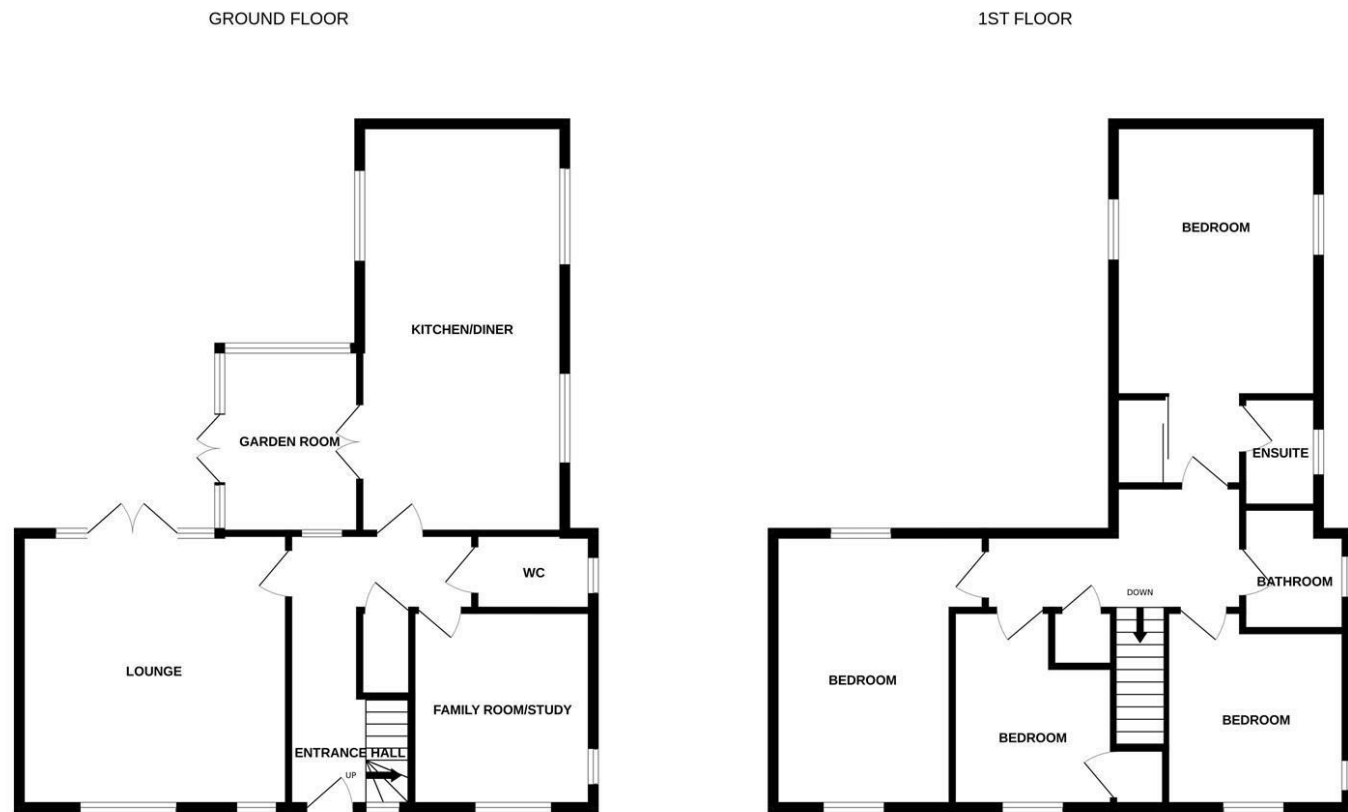 GROUND FLOOR
1ST FLOOR
BEDROOM
KITCHEN/DINER
GARDEN ROOM
ENSUITE
WC
BATHROOM
DOWN
LOUNGE
BEDROOM
FAMILY ROOM/STUDY
BEDROOM
BEDROOM
ENTRANCE HALL
UP